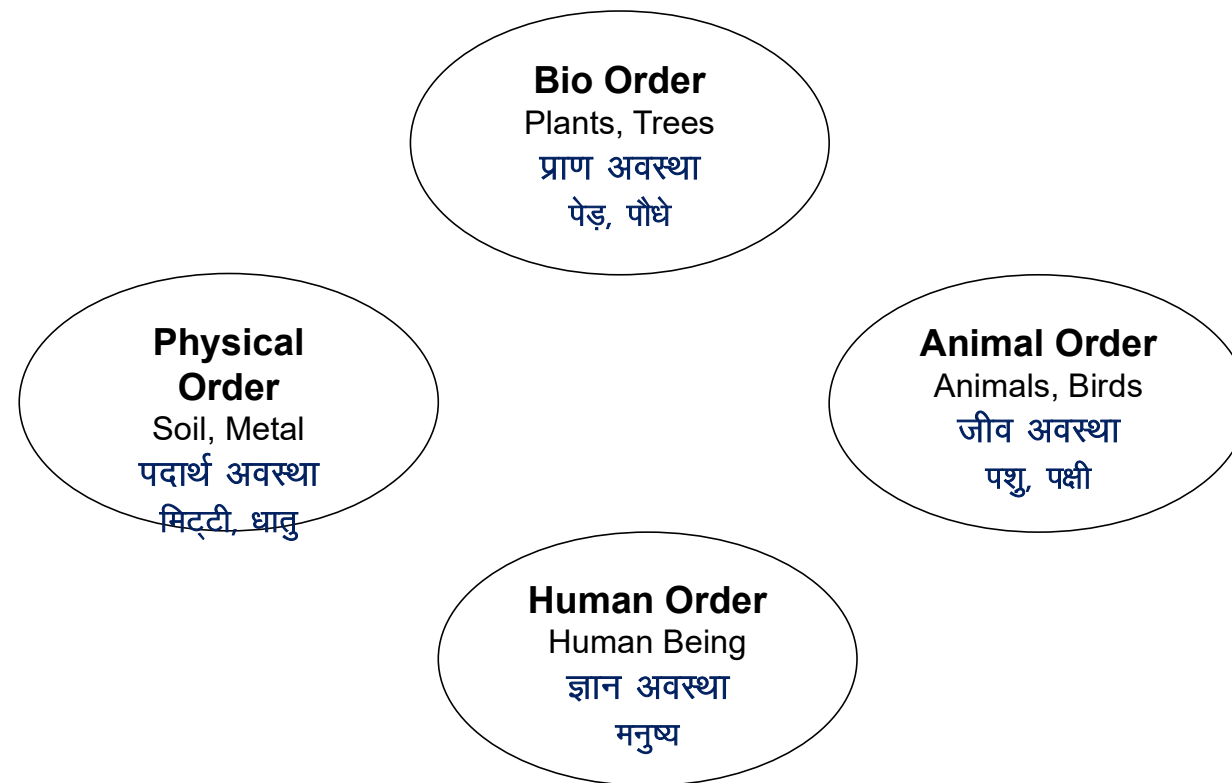 Bio Order
Plants, Trees
प्राण अवस्था
पेड़, पौधे
Physical
Order
Soil, Metal
पदार्थ अवस्था
मिट्टी, धातु
Animal Order
Animals, Birds
जीव अवस्था
पशु, पक्षी
Human Order
Human Being
ज्ञान अवस्था
मनुष्य